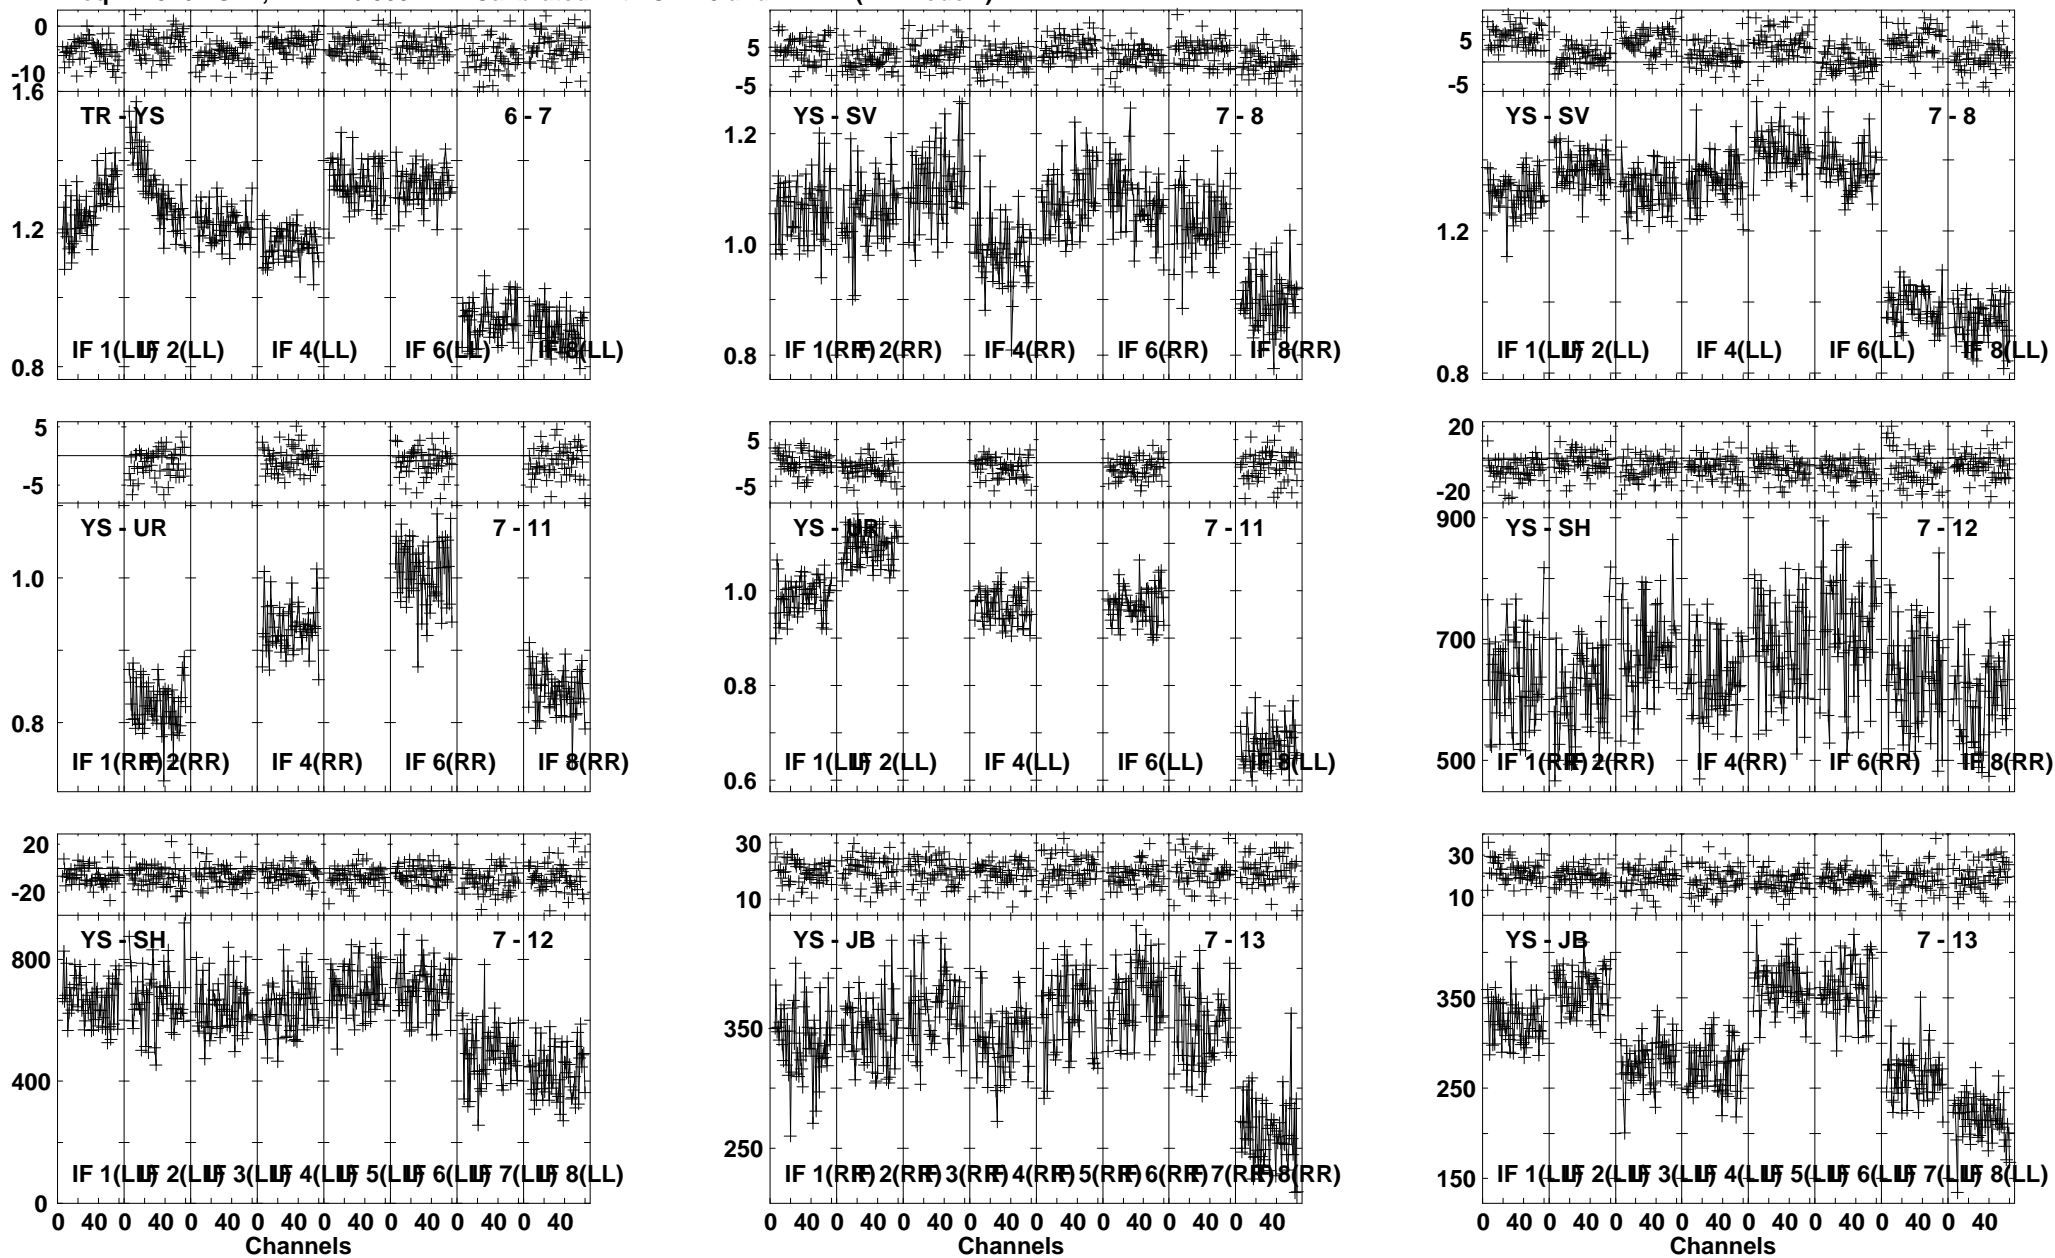 0
-10
1.6
1.2
0.8
TR - YS 6 - 7
IF 1(LL) IF 2(LL) IF 4(LL) IF 6(LL) IF 8(LL)
5
-5
1.2
1.0
0.8
YS - SV 7 - 8
IF 1(RR) IF 2(RR) IF 4(RR) IF 6(RR) IF 8(RR)
5
-5
1.2
0.8
YS - SV 7 - 8
IF 1(LL) IF 2(LL) IF 4(LL) IF 6(LL) IF 8(LL)
5
-5
1.0
0.8
YS - UR 7 - 11
IF 1(RR) IF 2(RR) IF 4(RR) IF 6(RR) IF 8(RR)
5
-5
1.0
0.8
0.6
YS - UR 7 - 11
IF 1(LL) IF 2(LL) IF 4(LL) IF 6(LL) IF 8(LL)
20
-20
900
700
500
YS - SH 7 - 12
IF 1(RR) IF 2(RR) IF 4(RR) IF 6(RR) IF 8(RR)
20
-20
800
400
0
YS - SH 7 - 12
IF 1(LL) IF 2(LL) IF 3(LL) IF 4(LL) IF 5(LL) IF 6(LL) IF 7(LL) IF 8(LL)
0 40 0 40 0 40 0 40 0 40 0 40 0 40 0 40
Channels
30
10
350
250
YS - JB 7 - 13
IF 1(RR) IF 2(RR) IF 3(RR) IF 4(RR) IF 5(RR) IF 6(RR) IF 7(RR) IF 8(RR)
0 40 0 40 0 40 0 40 0 40 0 40 0 40 0 40
Channels
30
10
350
250
150
YS - JB 7 - 13
IF 1(LL) IF 2(LL) IF 3(LL) IF 4(LL) IF 5(LL) IF 6(LL) IF 7(LL) IF 8(LL)
0 40 0 40 0 40 0 40 0 40 0 40 0 40 0 40
Channels